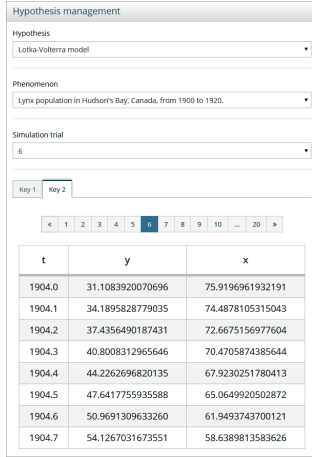 Hypothesis management
Hypothesis
Lotka-Volterra model
Phenomenon
Lynx population in Hudson's Bay, Canada, from 1900 to 1920.
Simulation trial
6
Key 1 Key 2
« 1 2 3 4 5 6 7 8 9 10 ... 20 »
t y x
1904.0 31.1083920070696 75.9196961932191
1904.1 34.1895828779035 74.4878105315043
1904.2 37.4356490187431 72.6675156977604
1904.3 40.8008312965646 70.4705874385644
1904.4 44.2262696820135 67.9230251780413
1904.5 47.6417755935588 65.0649920502872
1904.6 50.9691309633260 61.9493743700121
1904.7 54.1267031673551 58.6389813583626